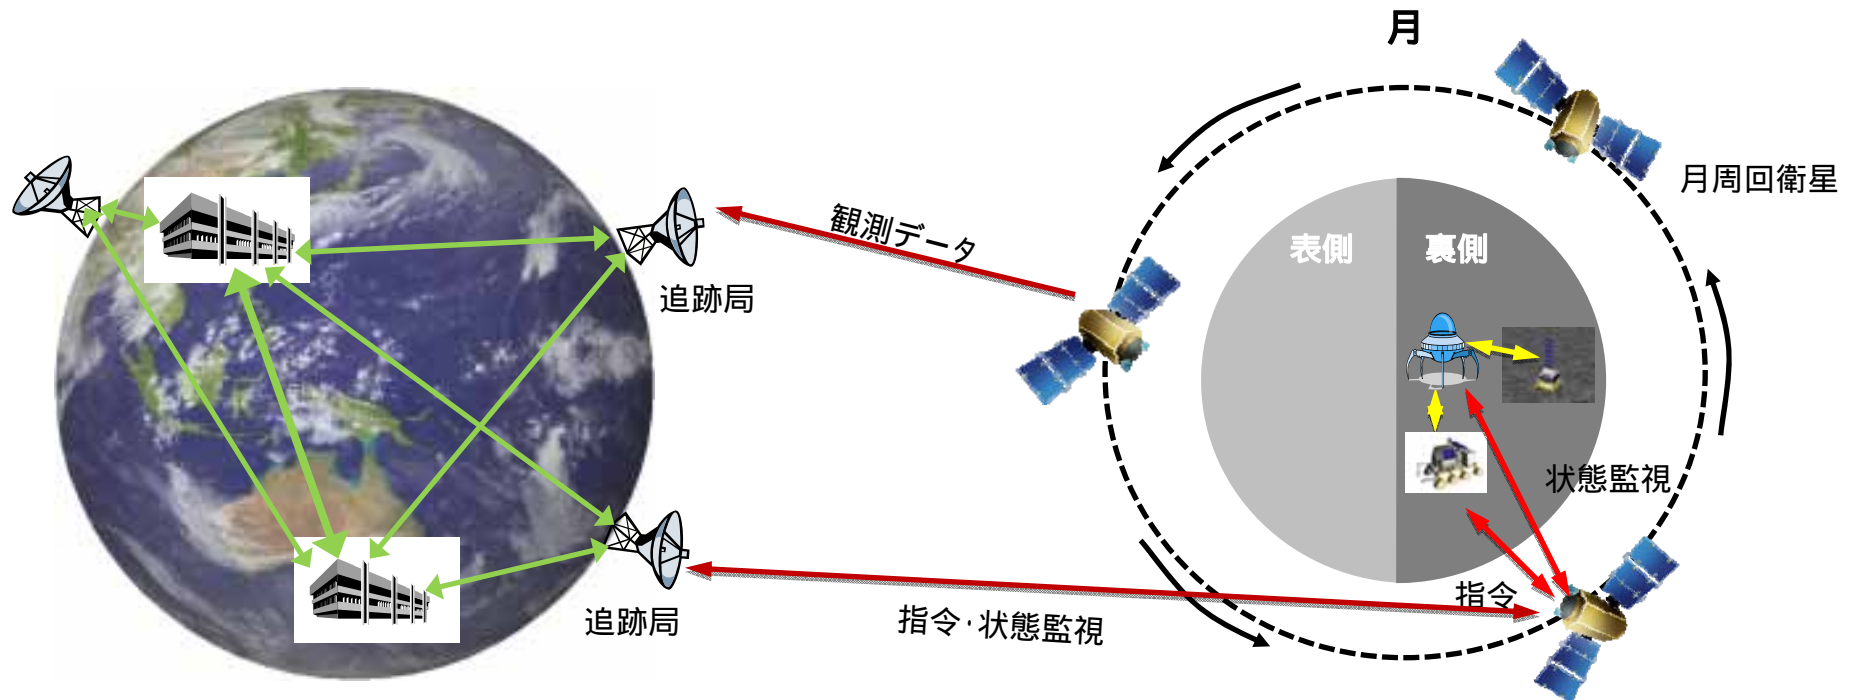 月
月周回衛星
観測データ
表側
裏側
追跡局
状態監視
指令
追跡局
指令・状態監視